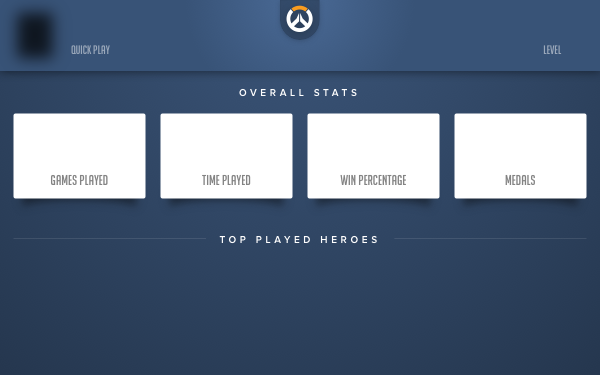 QUICK PLAY
LEVEL
OVERALL STATS
GAMES PLAYED
TIME PLAYED
WIN PERCENTAGE
MEDALS
TOP PLAYED HEROES